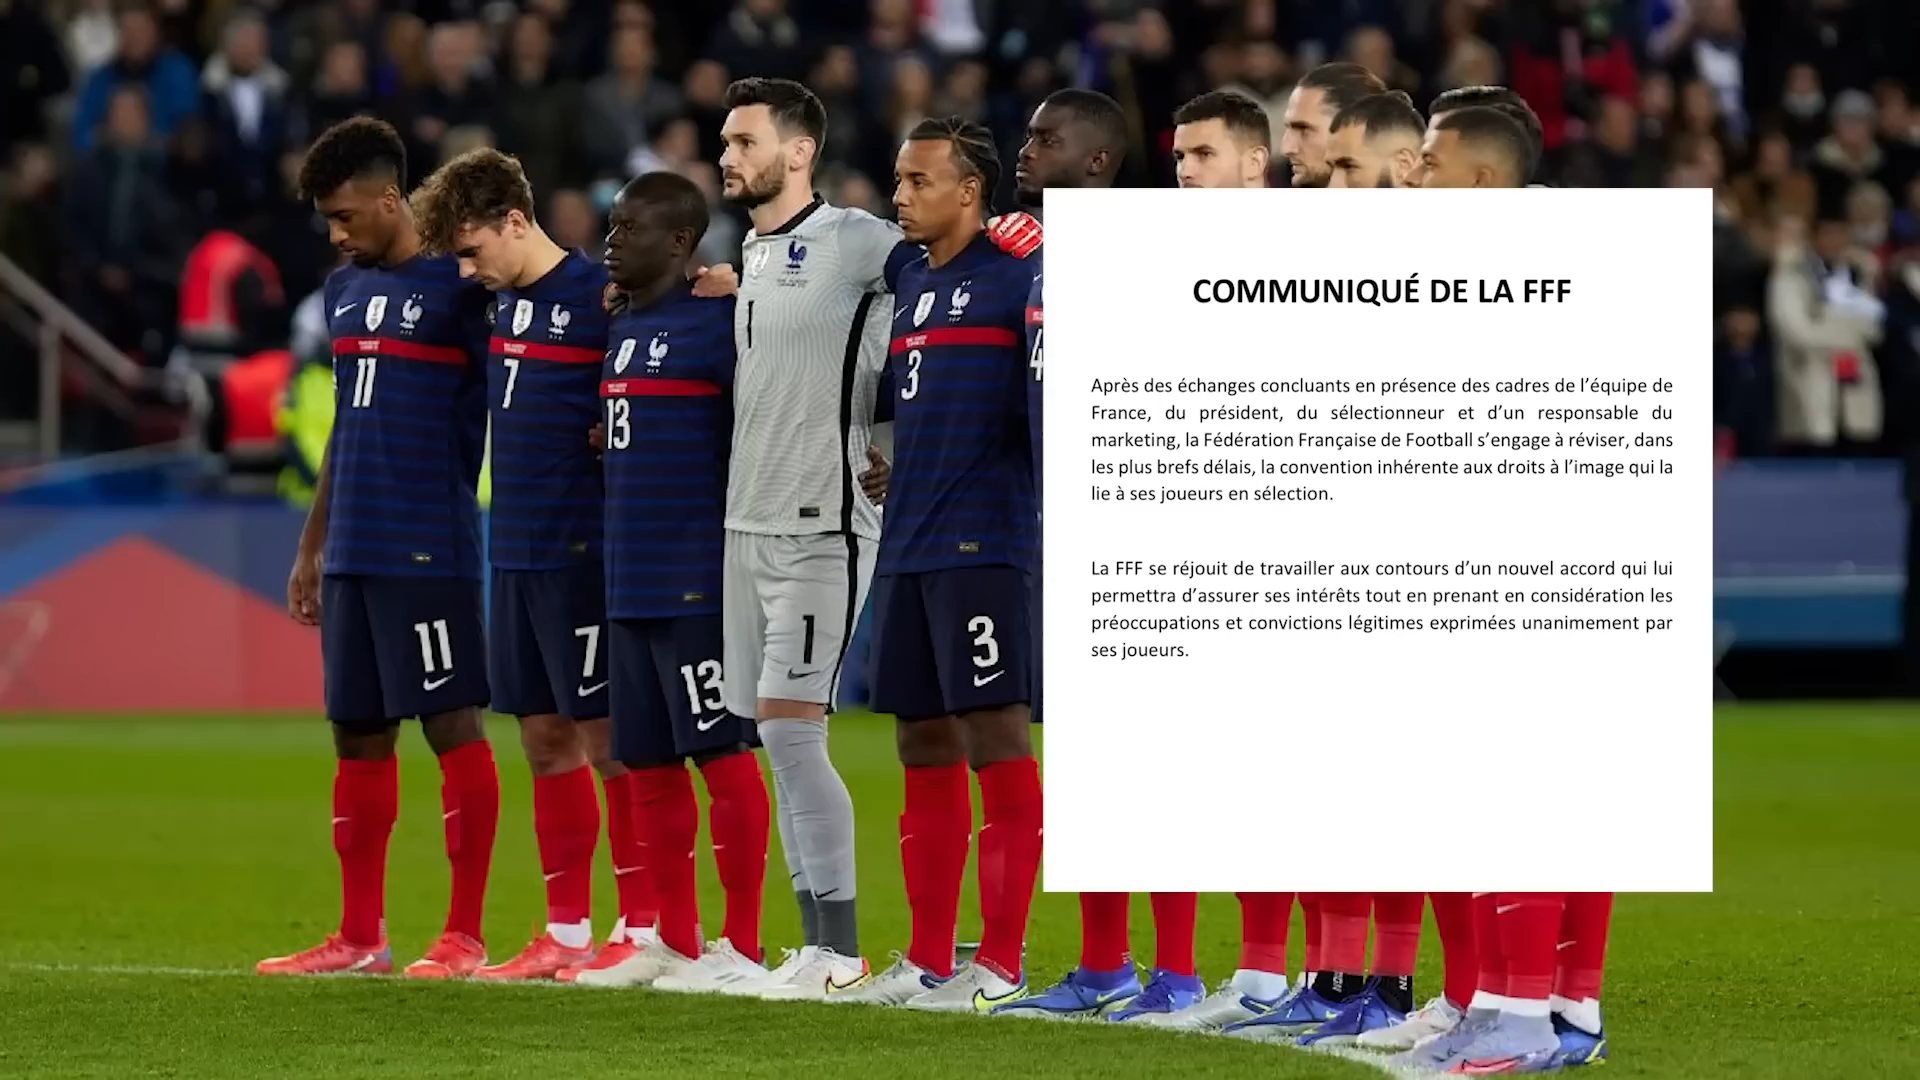 COMMUNIQUÉ DE LA FFF
Après des échanges concluants en présence des cadres de l’équipe de
France, du président, du sélectionneur et d’un responsable du
marketing, la Fédération Française de Football s’engage à réviser, dans
les plus brefs délais, la convention inhérente aux droits à l’image qui la
lie à ses joueurs en sélection.
La FFF se réjouit de travailler aux contours d’un nouvel accord qui lui
permettra d’assurer ses intérêts tout en prenant en considération les
préoccupations et convictions légitimes exprimées unanimement par
ses joueurs.
11
7
13
1
3
4
11
7
13
1
3